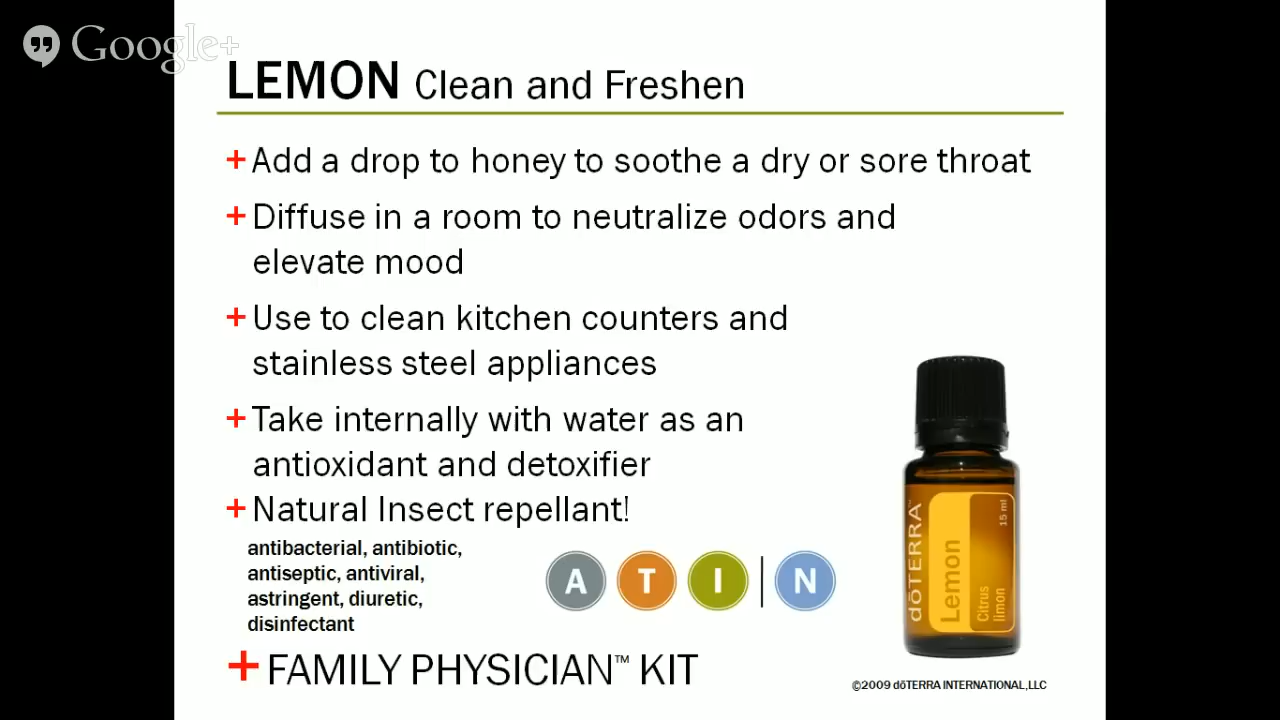 Google+
LEMON Clean and Freshen
+ Add a drop to honey to soothe a dry or sore throat
+ Diffuse in a room to neutralize odors and
elevate mood
+ Use to clean kitchen counters and
stainless steel appliances
+ Take internally with water as an
antioxidant and detoxifier
+ Natural Insect repellant!
antibacterial, antibiotic,
antiseptic, antiviral,
astringent, diuretic,
disinfectant
A T I | N
dōTERRA™
Lemon
Citrus
limon
15 ml
+ FAMILY PHYSICIAN™ KIT
©2009 dōTERRA INTERNATIONAL,LLC